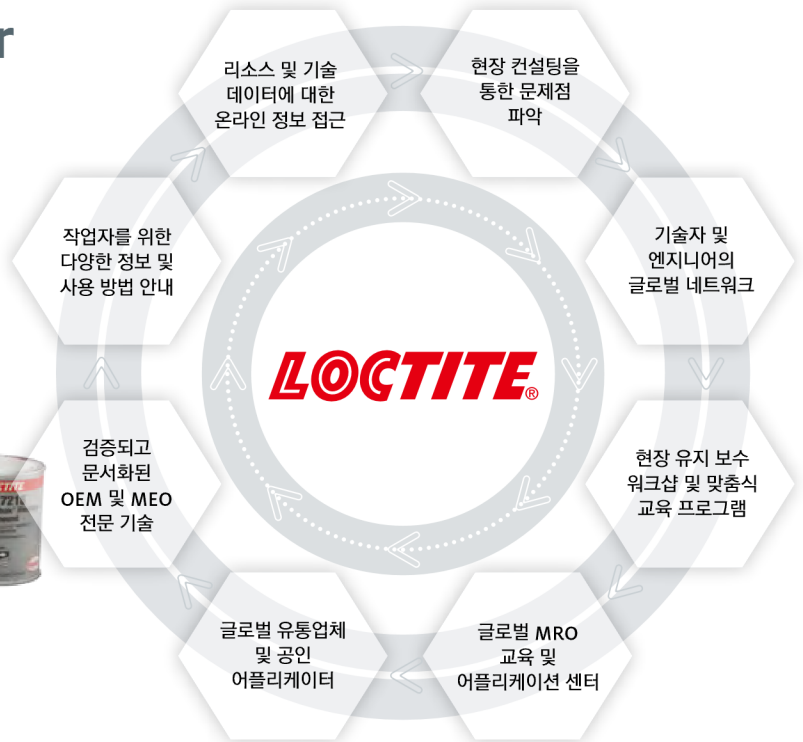 r
리소스 및 기술
데이터에 대한
온라인 정보 접근
현장 컨설팅을
통한 문제점
파악
작업자를 위한
다양한 정보 및
사용 방법 안내
기술자 및
엔지니어의
글로벌 네트워크
LOCTITE®
검증되고
문서화된
OEM 및 MEO
전문 기술
현장 유지 보수
워크샵 및 맞춤식
교육 프로그램
글로벌 유통업체
및 공인
어플리케이터
글로벌 MRO
교육 및
어플리케이션 센터